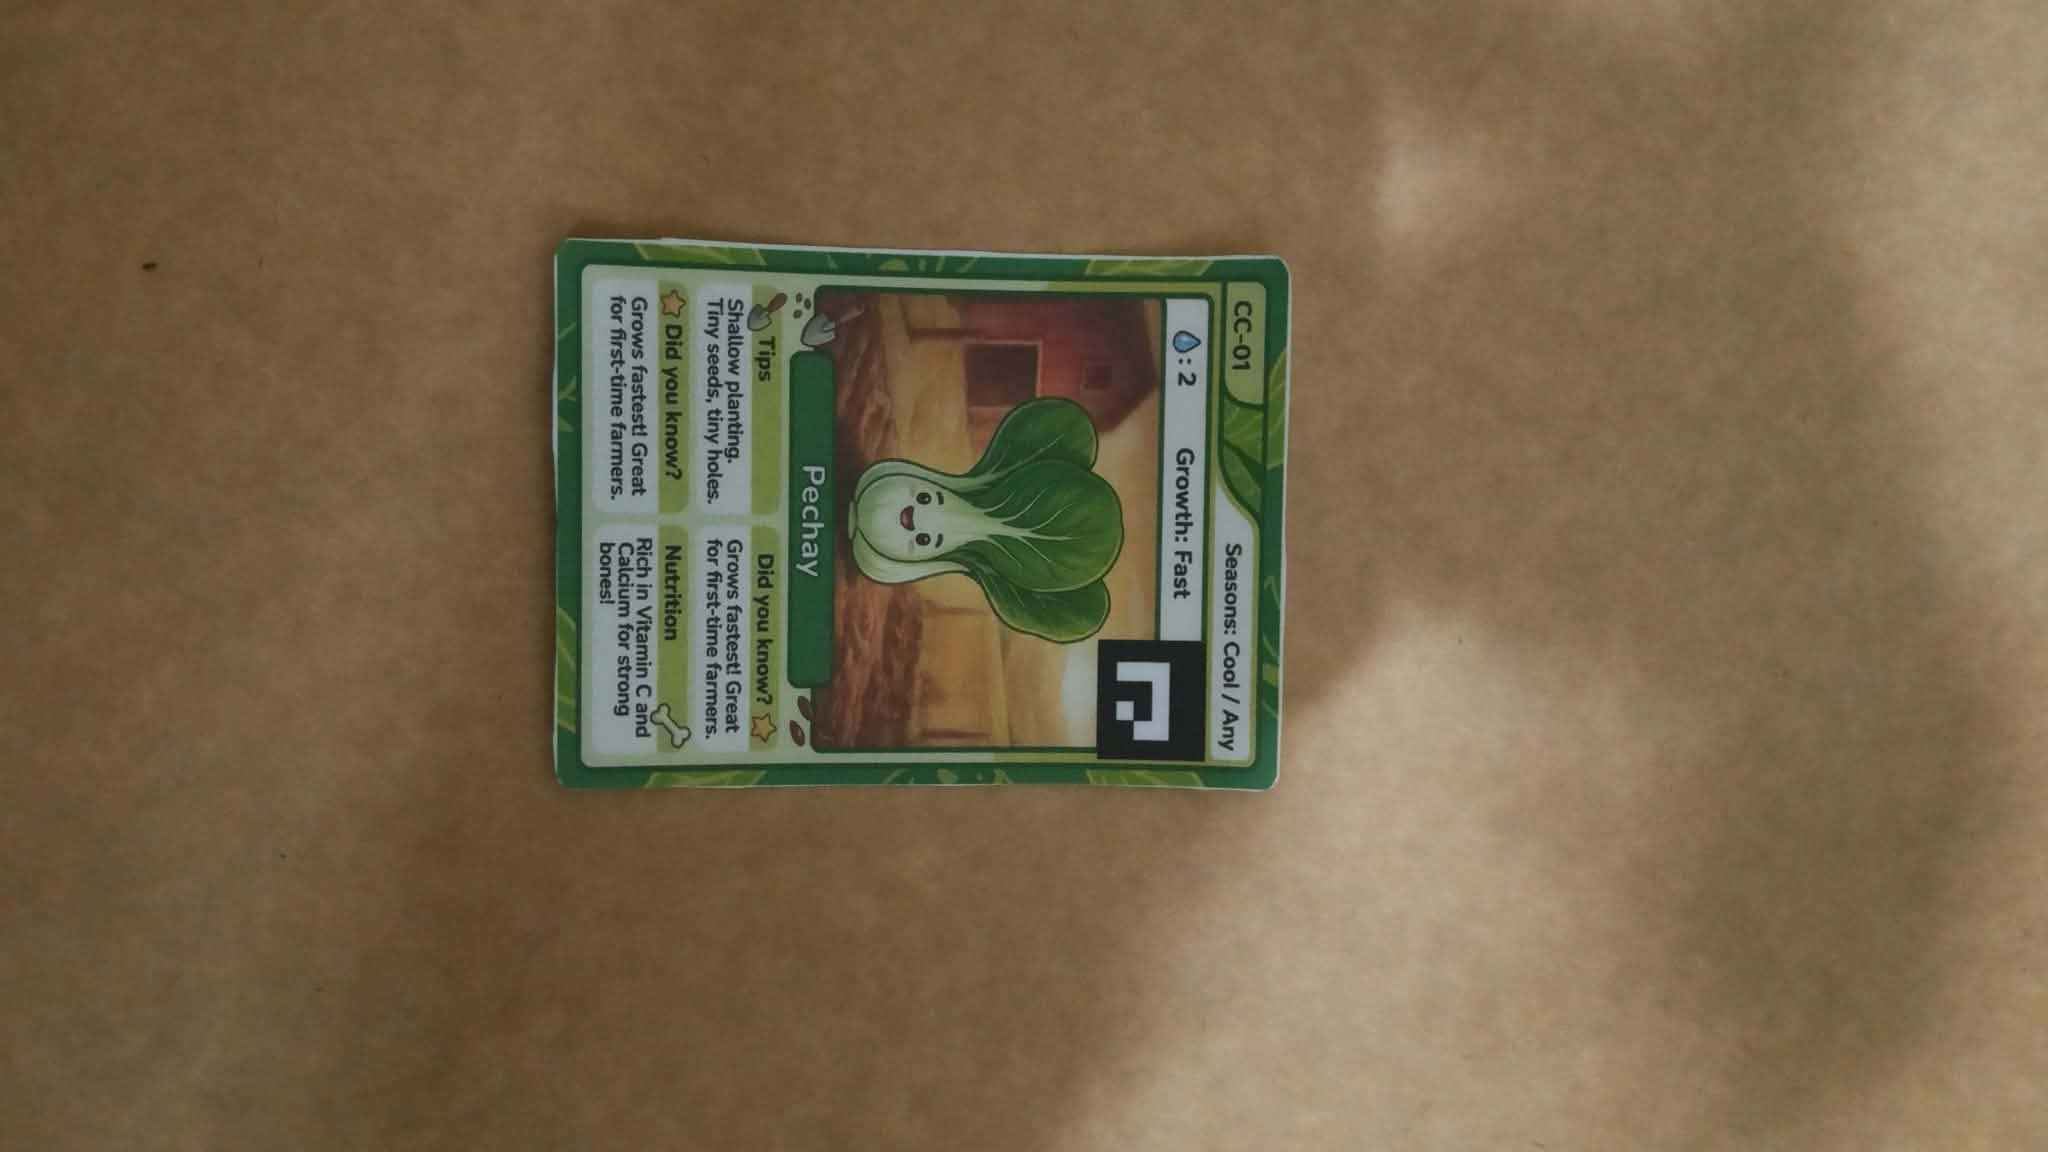 CC-01
Seasons: Cool / Any
: 2
Growth: Fast
Pechay
Tips
Shallow planting.
Tiny seeds, tiny holes.
Did you know?
Grows fastest! Great
for first-time farmers.
Did you know?
Grows fastest! Great
for first-time farmers.
Nutrition
Rich in Vitamin C and
Calcium for strong
bones!